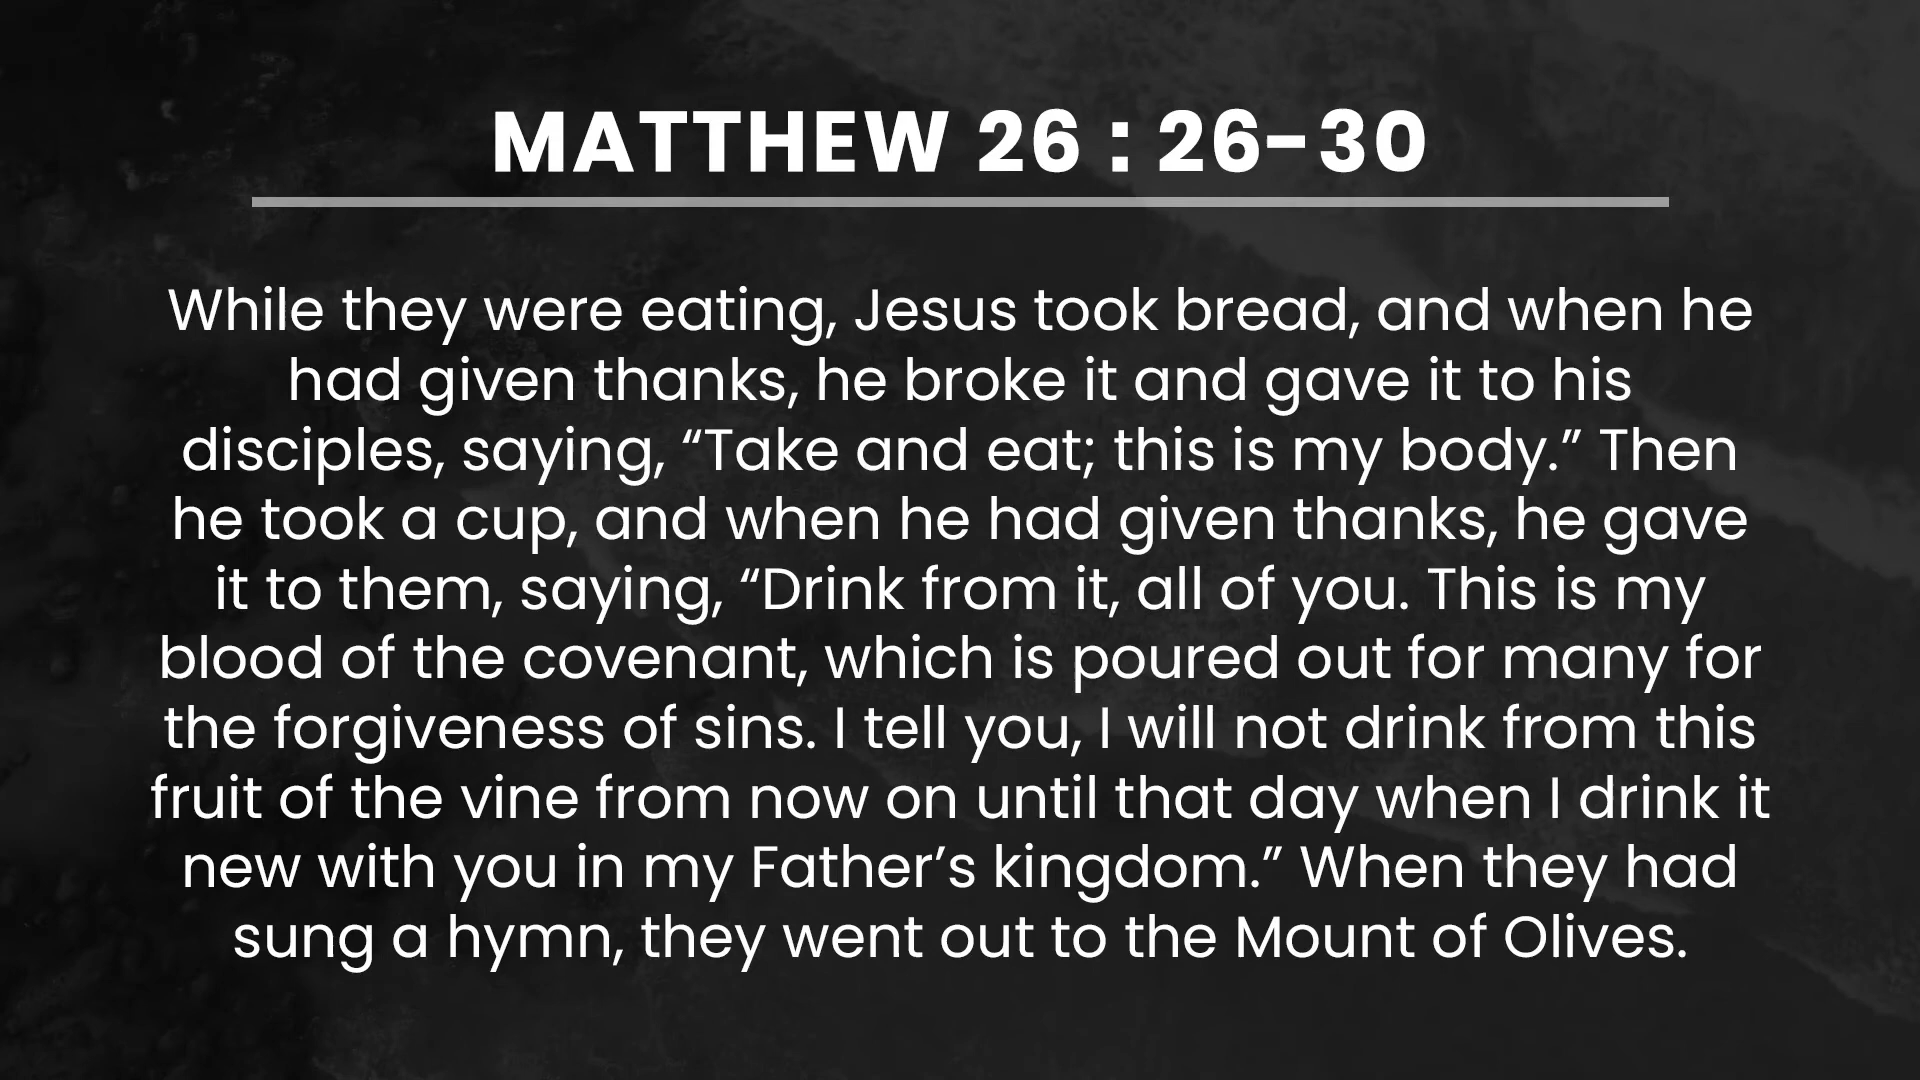 MATTHEW 26 : 26-30
While they were eating, Jesus took bread, and when he
had given thanks, he broke it and gave it to his
disciples, saying, “Take and eat; this is my body.” Then
he took a cup, and when he had given thanks, he gave
it to them, saying, “Drink from it, all of you. This is my
blood of the covenant, which is poured out for many for
the forgiveness of sins. I tell you, I will not drink from this
fruit of the vine from now on until that day when I drink it
new with you in my Father’s kingdom.” When they had
sung a hymn, they went out to the Mount of Olives.